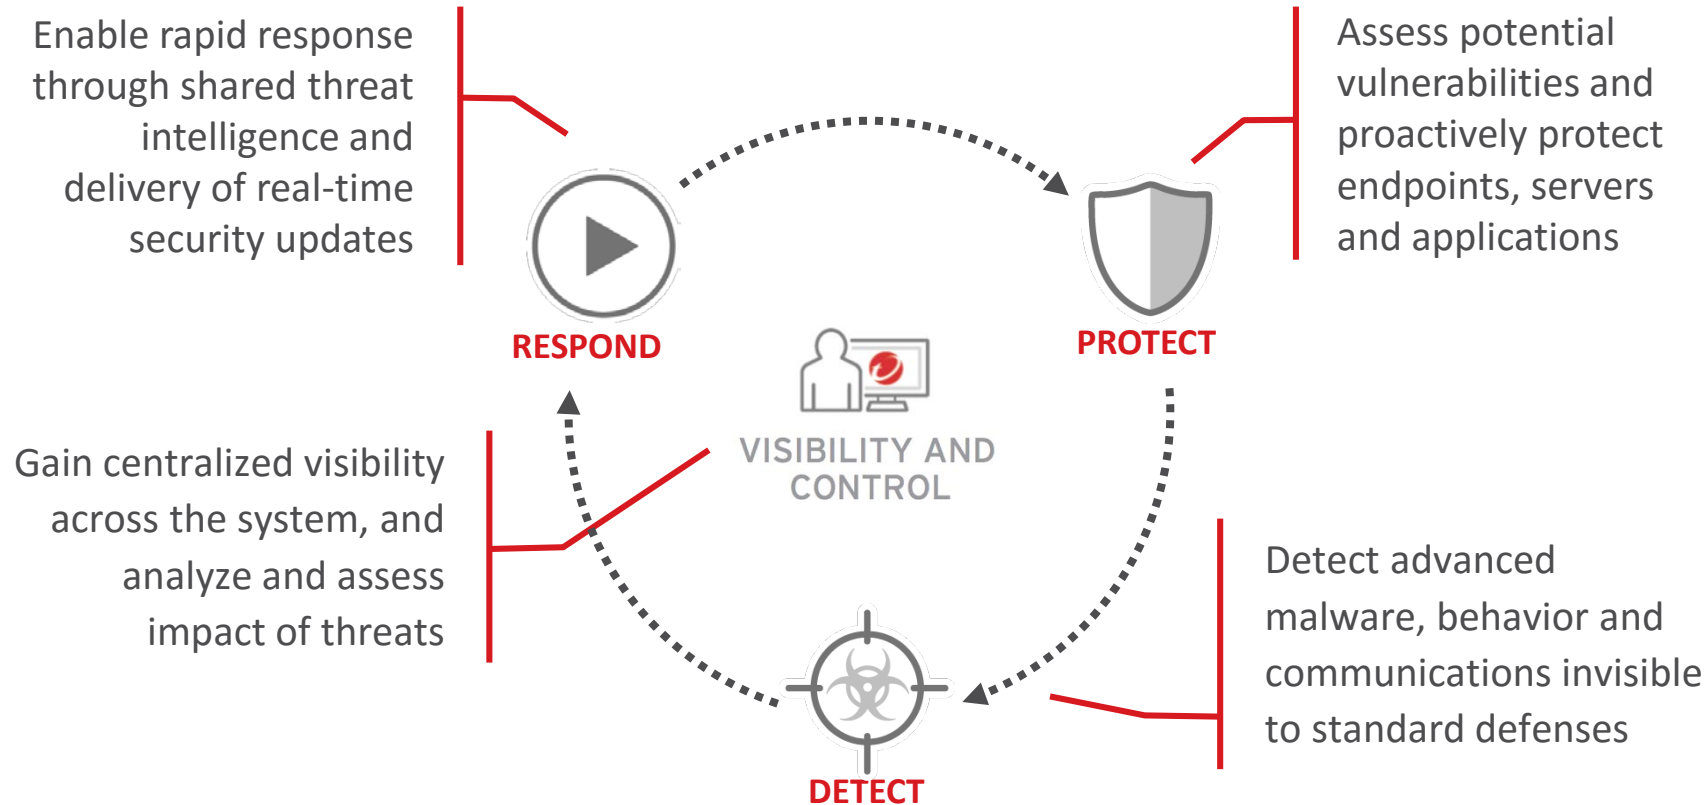 Enable rapid response
through shared threat
intelligence and
delivery of real-time
security updates
Assess potential
vulnerabilities and
proactively protect
endpoints, servers
and applications
RESPOND
PROTECT
VISIBILITY AND
CONTROL
Gain centralized visibility
across the system, and
analyze and assess
impact of threats
Detect advanced
malware, behavior and
communications invisible
to standard defenses
DETECT